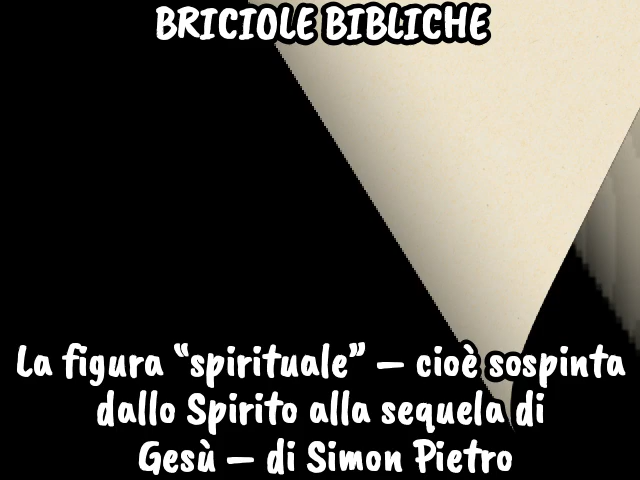 BRICIOLE BIBLICHE
La figura “spirituale” – cioè sospinta
dallo Spirito alla sequela di
Gesù – di Simon Pietro